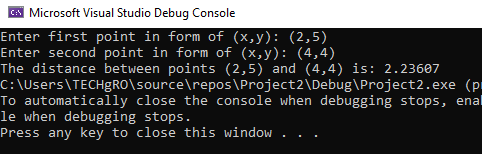 Microsoft Visual Studio Debug Console
Enter first point in form of (x,y): (2,5)
Enter second point in form of (x,y): (4,4)
The distance between points (2,5) and (4,4) is: 2.23607
C:\Users\TECHgRO\source\repos\Project2\Debug\Project2.exe (p
To automatically close the console when debugging stops, ena
le when debugging stops.
Press any key to close this window . . .